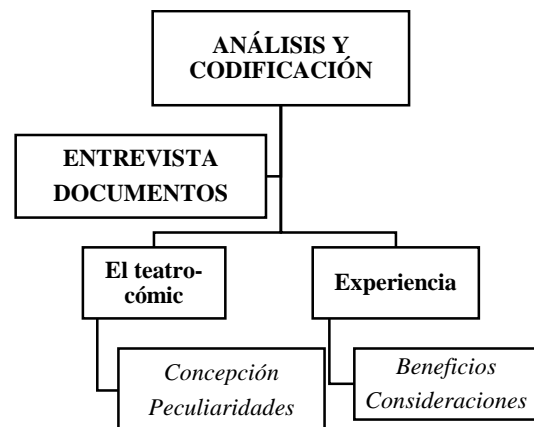 ANÁLISIS Y
CODIFICACIÓN
ENTREVISTA
DOCUMENTOS
El teatro-
cómic
Experiencia
Concepción
Peculiaridades
Beneficios
Consideraciones